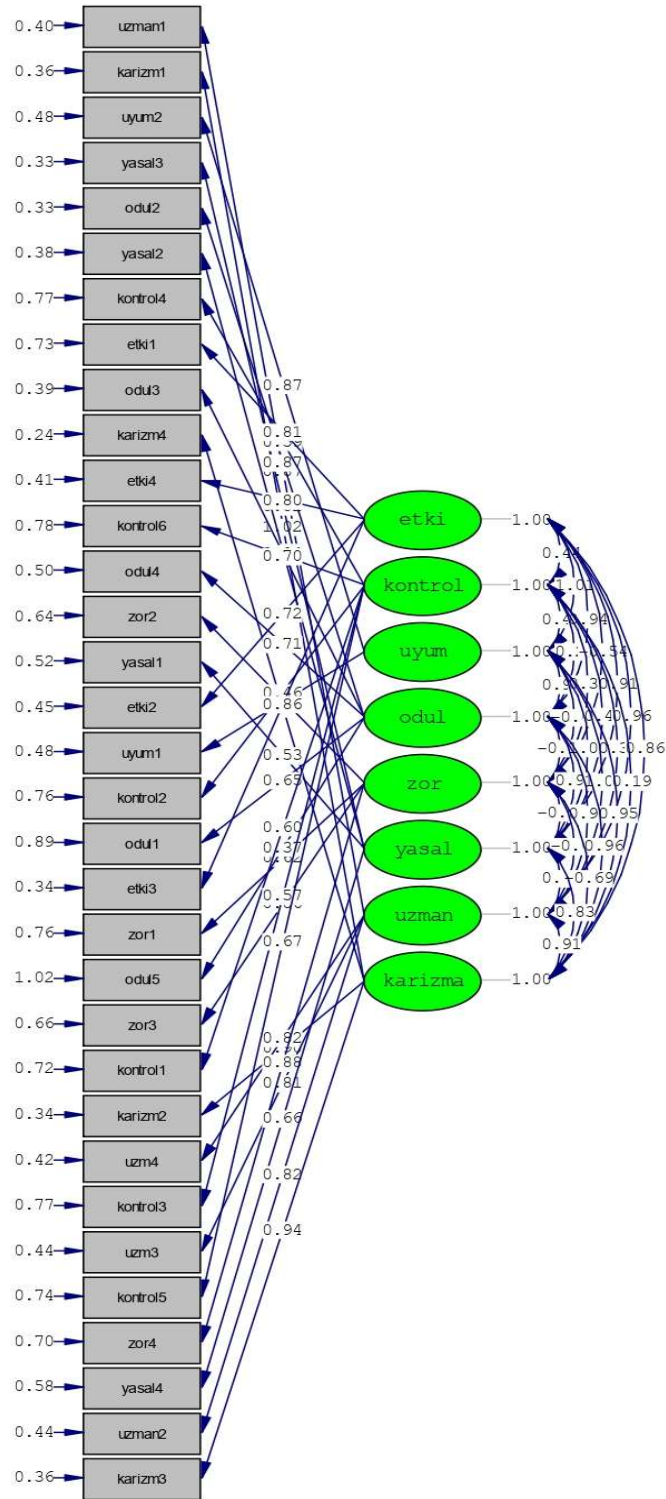 0.40 uzman1
0.36 karizm1
0.48 uyum2
0.33 yasal3
0.33 odul2
0.38 yasal2
0.77 kontrol4
0.73 etki1
0.39 odul3
0.24 karizm4
0.41 etki4
0.78 kontrol6
0.50 odul4
0.64 zor2
0.52 yasal1
0.45 etki2
0.48 uyum1
0.76 kontrol2
0.89 odul1
0.34 etki3
0.76 zor1
1.02 odul5
0.66 zor3
0.72 kontrol1
0.34 karizm2
0.42 uzm4
0.77 kontrol3
0.44 uzm3
0.74 kontrol5
0.70 zor4
0.58 yasal4
0.44 uzman2
0.36 karizm3
0.87
0.81
0.87
0.80
1.02
0.70
0.72
0.71
0.86
0.53
0.65
0.60
0.37
0.57
0.67
0.82
0.88
0.81
0.66
0.82
0.94
etki 1.00
kontrol 1.00
uyum 1.00
odul 1.00
zor 1.00
yasal 1.00
uzman 1.00
karizma 1.00
0.44
1.01
0.94
0.91
0.96
0.86
0.19
0.95
0.96
-0.69
0.83
0.91